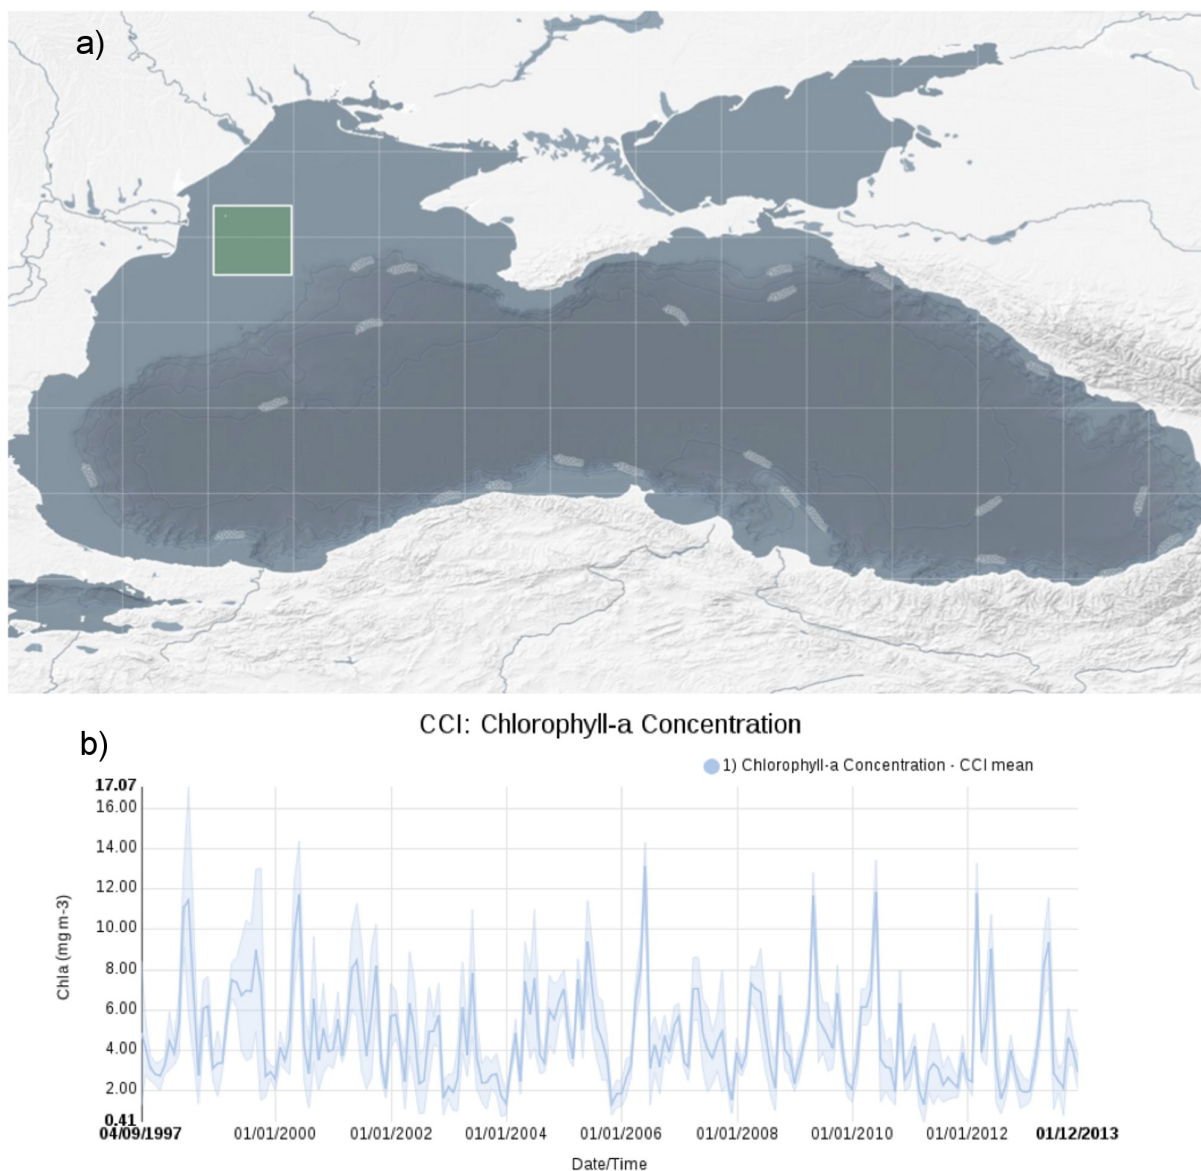 a)
CCI: Chlorophyll-a Concentration
b)
1) Chlorophyll-a Concentration - CCI mean
17.07
16.00
14.00
12.00
10.00
8.00
6.00
4.00
2.00
0.41
Chla (mg m-3)
04/09/1997 01/01/2000 01/01/2002 01/01/2004 01/01/2006 01/01/2008 01/01/2010 01/01/2012 01/12/2013
Date/Time